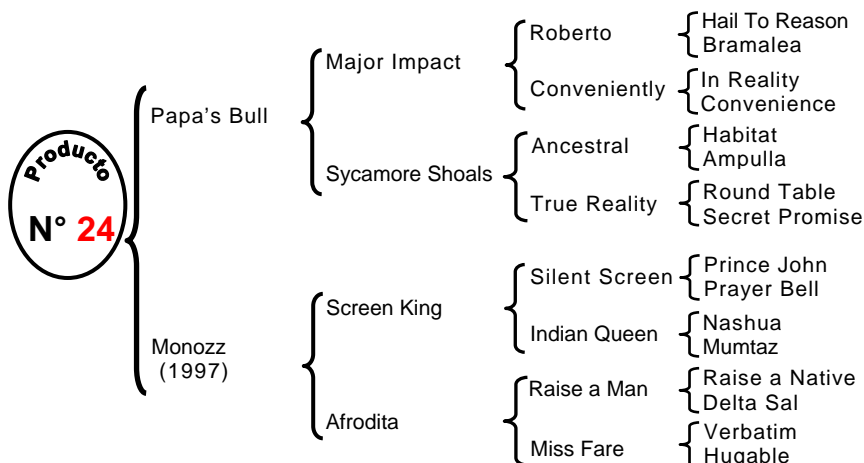 Producto
N° 24
Papa's Bull
Monozz
(1997)
Major Impact
Sycamore Shoals
Screen King
Afrodita
Roberto
Conveniently
Ancestral
True Reality
Silent Screen
Indian Queen
Raise a Man
Miss Fare
Hail To Reason
Bramalea
In Reality
Convenience
Habitat
Ampulla
Round Table
Secret Promise
Prince John
Prayer Bell
Nashua
Mumtaz
Raise a Native
Delta Sal
Verbatim
Hugable